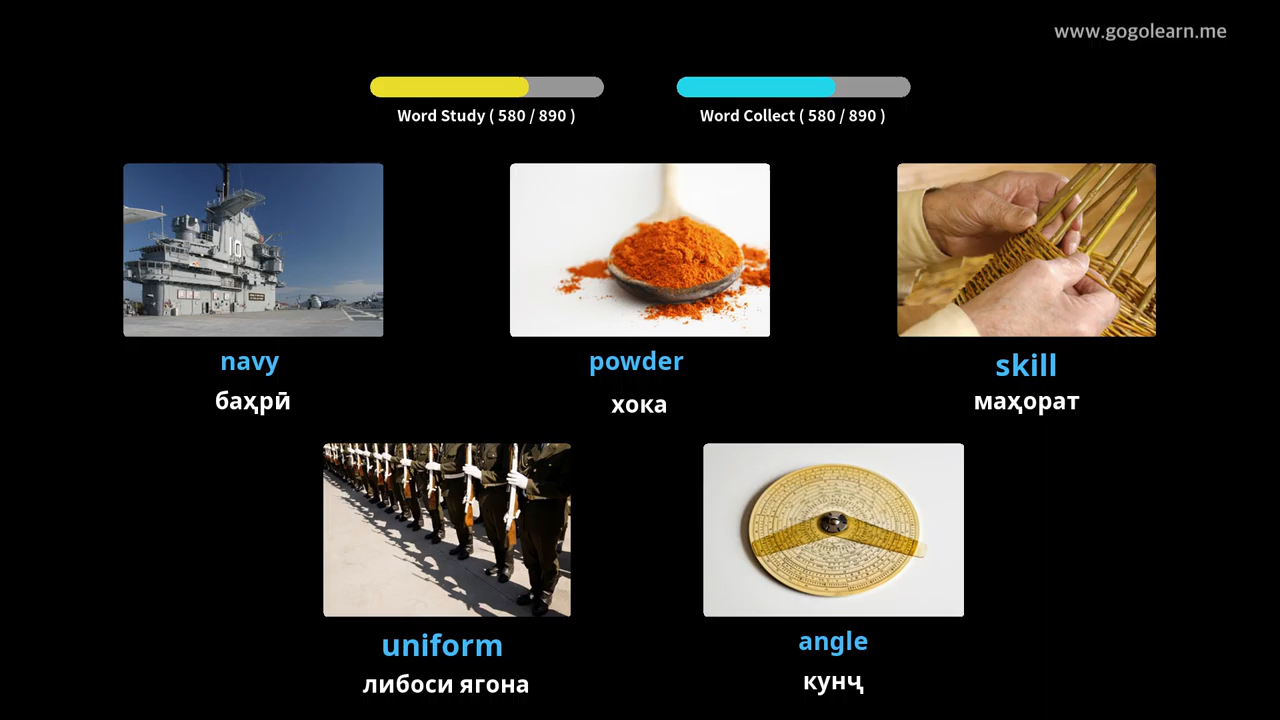 www.gogolearn.me
Word Study ( 580 / 890 )
Word Collect ( 580 / 890 )
10
navy
powder
skill
баҳрӣ
хока
маҳорат
uniform
angle
либоси ягона
кунҷ